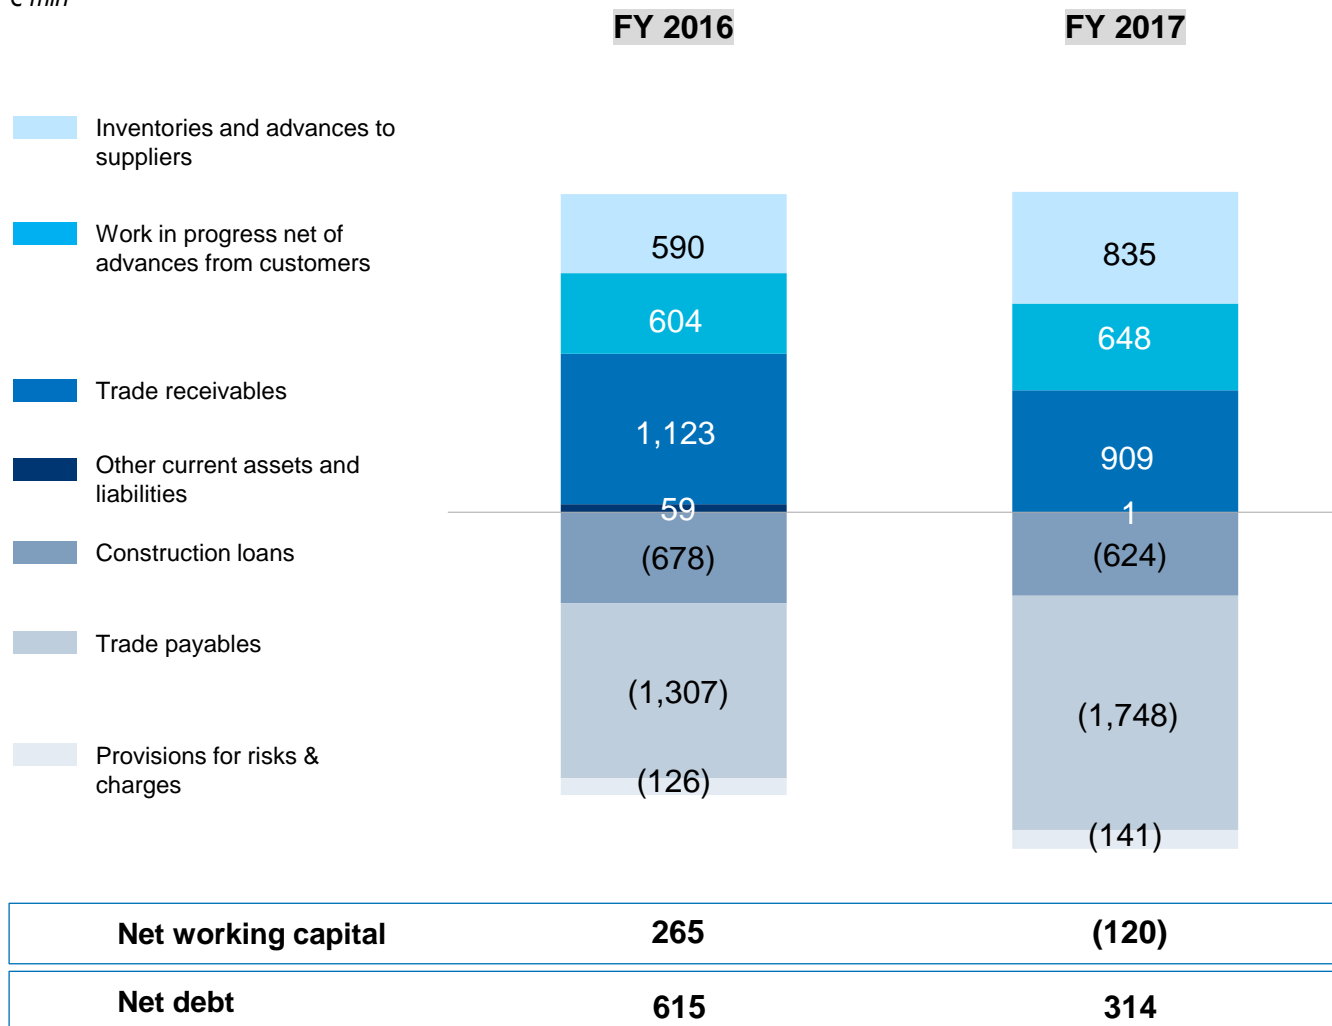 € mln
FY 2016 FY 2017
Inventories and advances to
suppliers
Work in progress net of
advances from customers
Trade receivables
Other current assets and
liabilities
Construction loans
Trade payables
Provisions for risks &
charges
590
604
1,123
59
(678)
(1,307)
(126)
835
648
909
1
(624)
(1,748)
(141)
Net working capital 265 (120)
Net debt 615 314